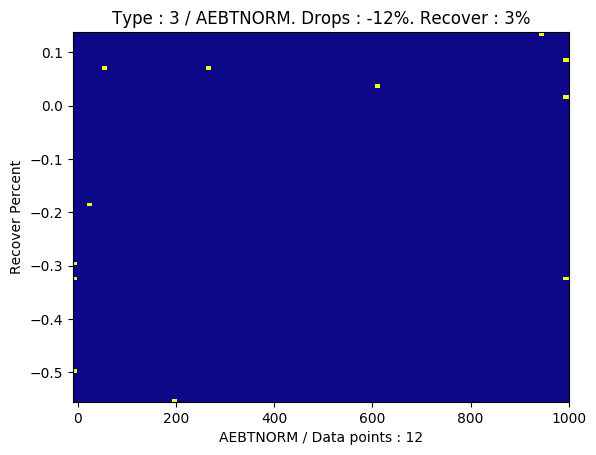 Type : 3 / AEBTNORM. Drops : -12%. Recover : 3%
0.1
0.0
−0.1
−0.2
−0.3
−0.4
−0.5
Recover Percent
0 200 400 600 800 1000
AEBTNORM / Data points : 12